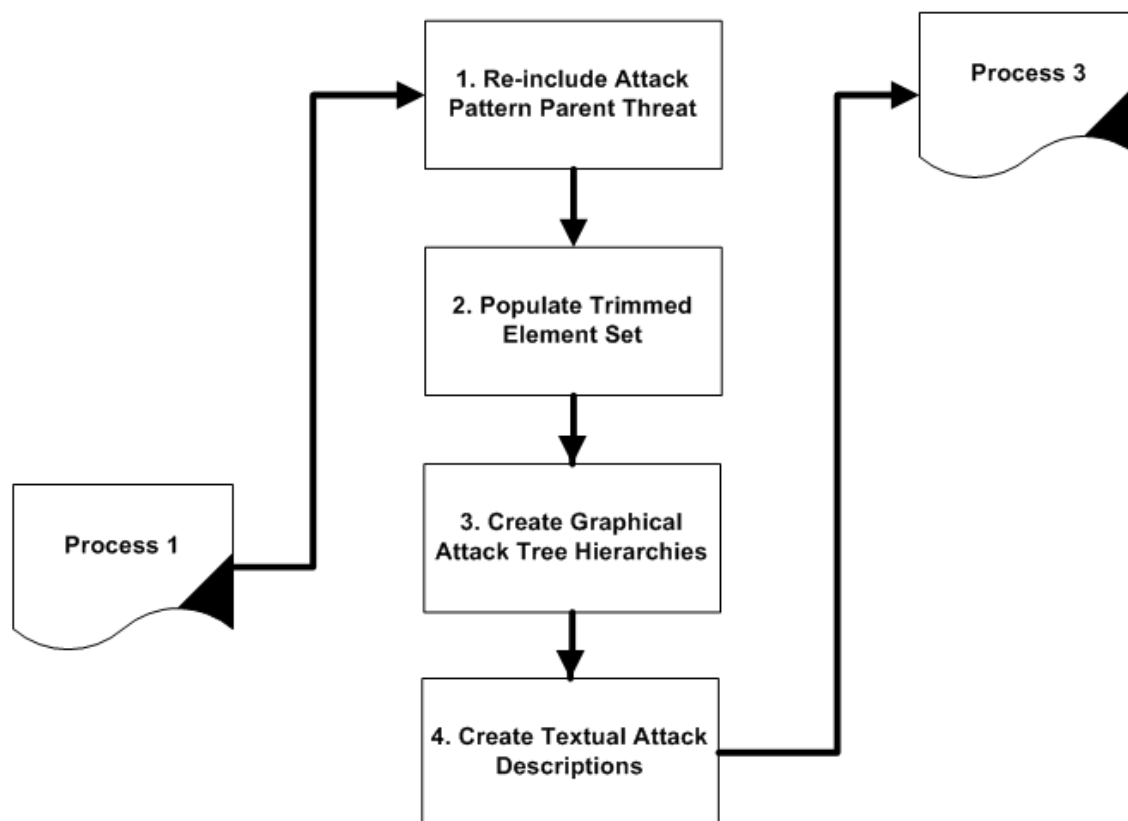 Process 1
1. Re-include Attack
Pattern Parent Threat
2. Populate Trimmed
Element Set
3. Create Graphical
Attack Tree Hierarchies
4. Create Textual Attack
Descriptions
Process 3